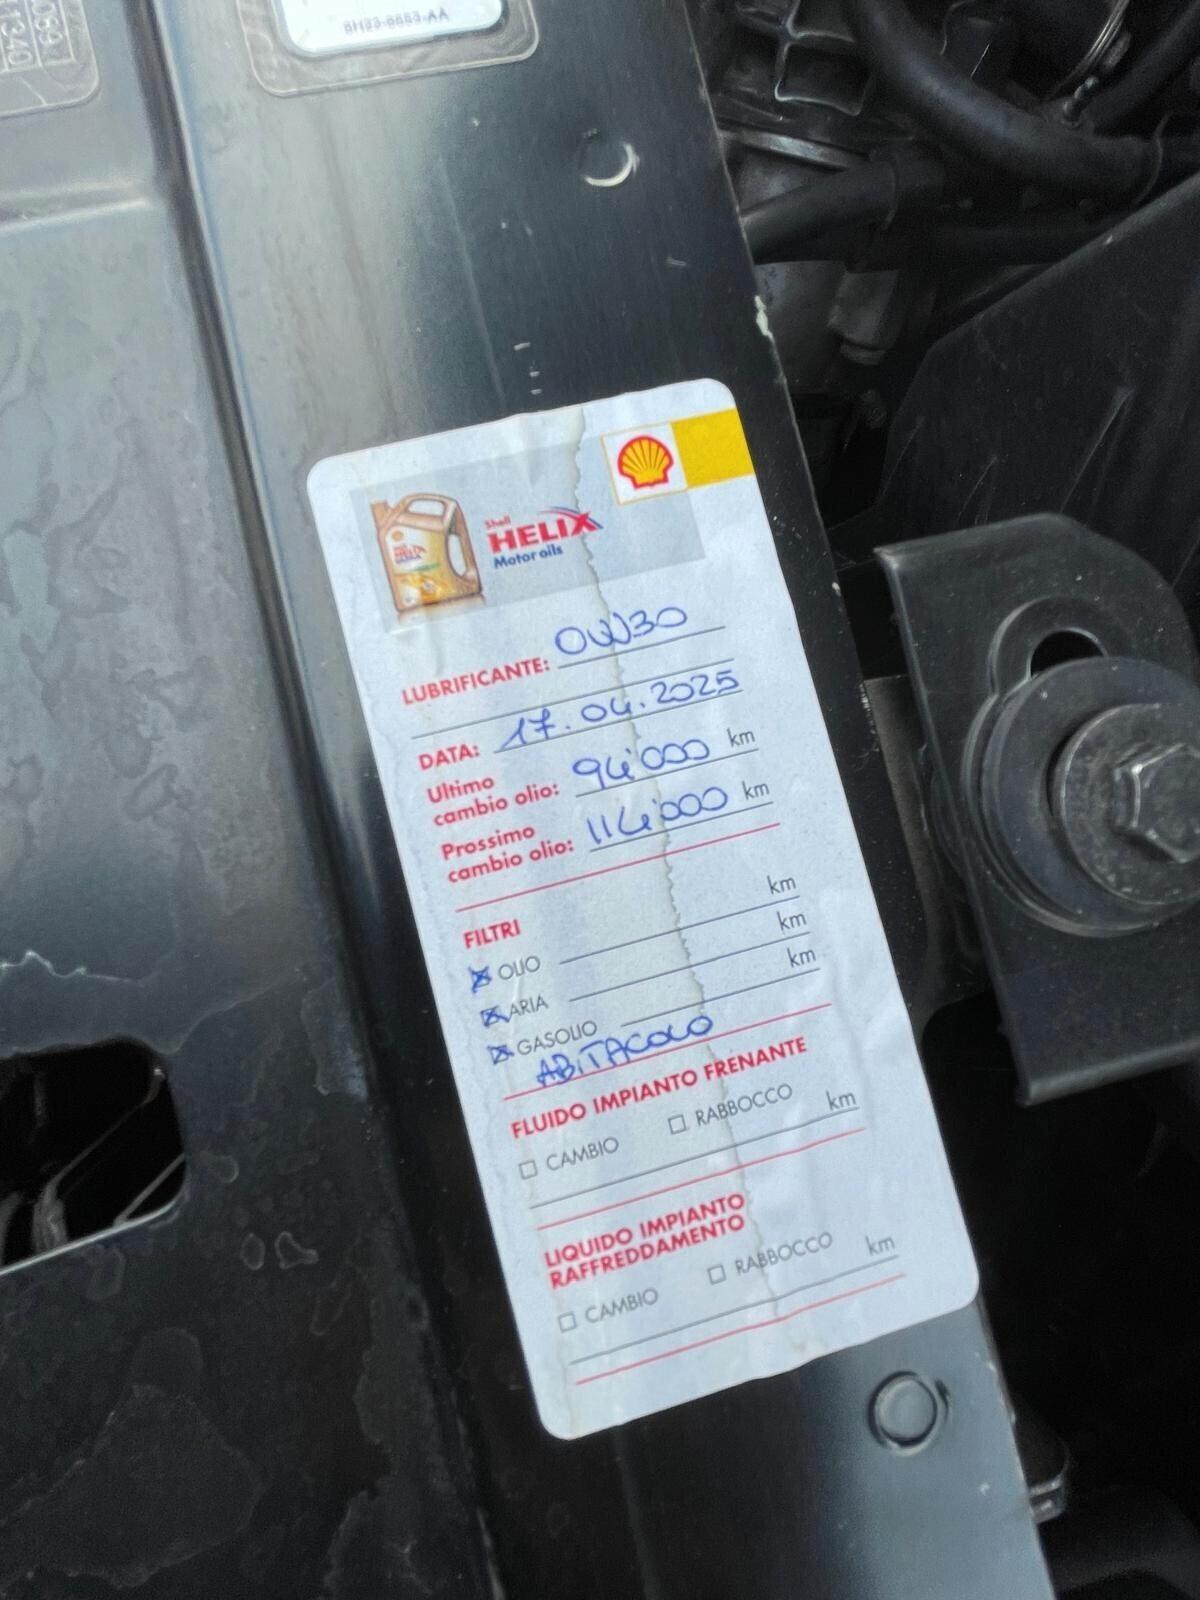 Shell
HELIX
Motor oils
LUBRIFICANTE: 0W30
DATA: 17.04.2025
Ultimo
cambio olio: 94'000 km
Prossimo
cambio olio: 114'000 km
FILTRI
OLIO km
ARIA km
GASOLIO km
ABITACOLO
FLUIDO IMPIANTO FRENANTE
CAMBIO RABBOCCO km
LIQUIDO IMPIANTO
RAFFREDDAMENTO
CAMBIO RABBOCCO km